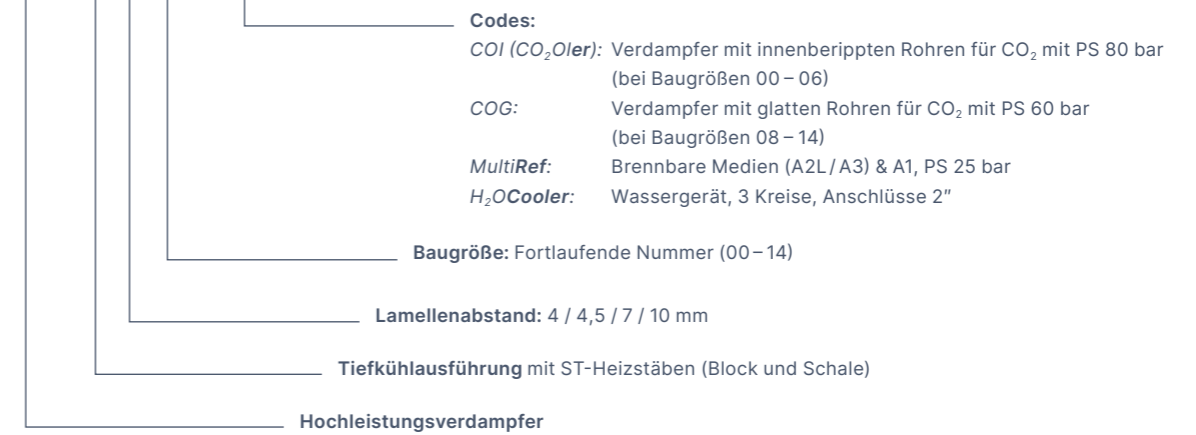 Codes:
COI (CO₂Oler): Verdampfer mit innenberippten Rohren für CO₂ mit PS 80 bar
(bei Baugrößen 00 – 06)
COG: Verdampfer mit glatten Rohren für CO₂ mit PS 60 bar
(bei Baugrößen 08 – 14)
MultiRef: Brennbare Medien (A2L / A3) & A1, PS 25 bar
H₂OCooler: Wassergerät, 3 Kreise, Anschlüsse 2"
Baugröße: Fortlaufende Nummer (00 – 14)
Lamellenabstand: 4 / 4,5 / 7 / 10 mm
Tiefkühlausführung mit ST-Heizstäben (Block und Schale)
Hochleistungsverdampfer